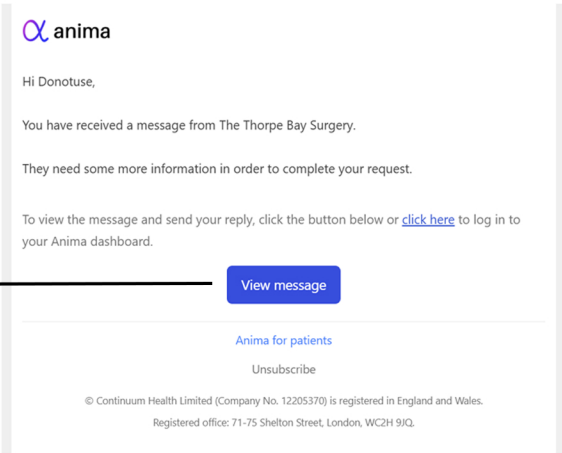 anima
Hi Donotuse,
You have received a message from The Thorpe Bay Surgery.
They need some more information in order to complete your request.
To view the message and send your reply, click the button below or click here to log in to
your Anima dashboard.
View message
Anima for patients
Unsubscribe
© Continuum Health Limited (Company No. 12205370) is registered in England and Wales.
Registered office: 71-75 Shelton Street, London, WC2H 9JQ.